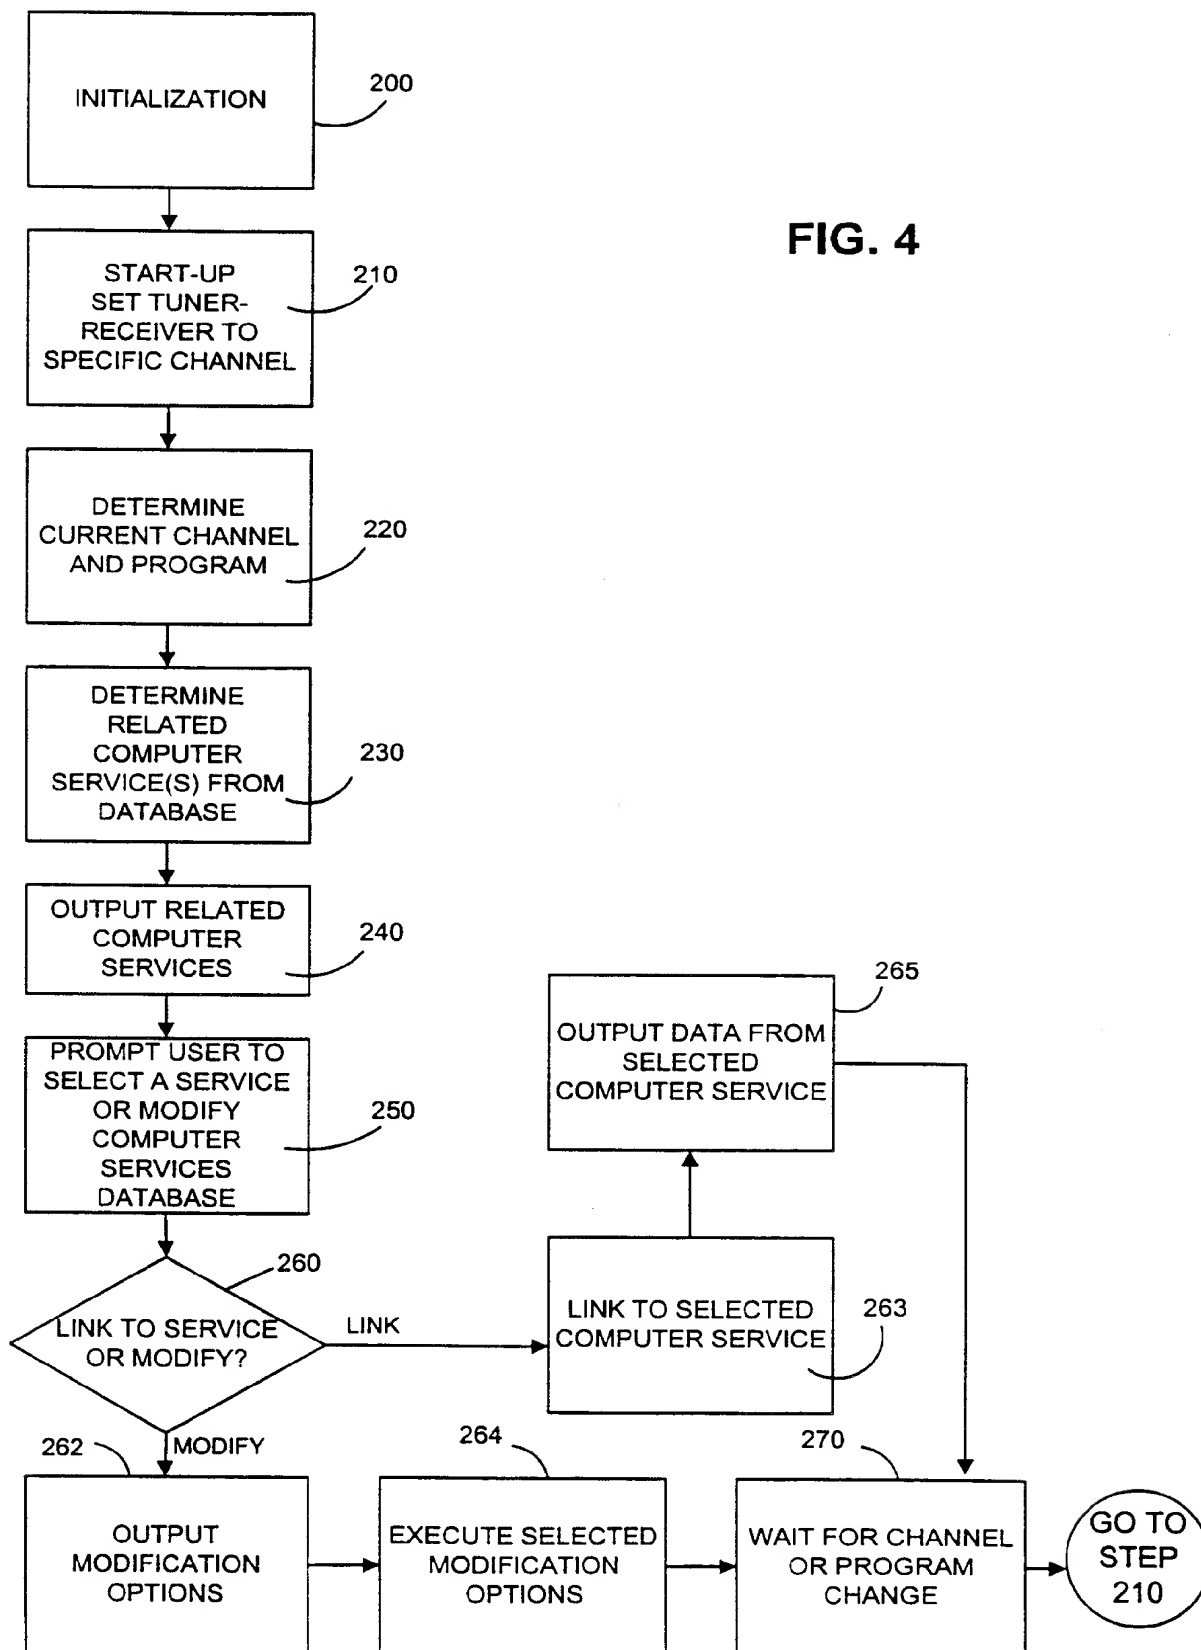 INITIALIZATION
200
FIG. 4
START-UP
SET TUNER-
RECEIVER TO
SPECIFIC CHANNEL
210
DETERMINE
CURRENT CHANNEL
AND PROGRAM
220
DETERMINE
RELATED
COMPUTER
SERVICE(S) FROM
DATABASE
230
OUTPUT RELATED
COMPUTER
SERVICES
240
PROMPT USER TO
SELECT A SERVICE
OR MODIFY
COMPUTER
SERVICES
DATABASE
250
265
OUTPUT DATA FROM
SELECTED
COMPUTER SERVICE
260
LINK TO SERVICE
OR MODIFY?
LINK
LINK TO SELECTED
COMPUTER SERVICE
263
MODIFY
262
OUTPUT
MODIFICATION
OPTIONS
264
EXECUTE SELECTED
MODIFICATION
OPTIONS
270
WAIT FOR CHANNEL
OR PROGRAM
CHANGE
GO TO
STEP
210